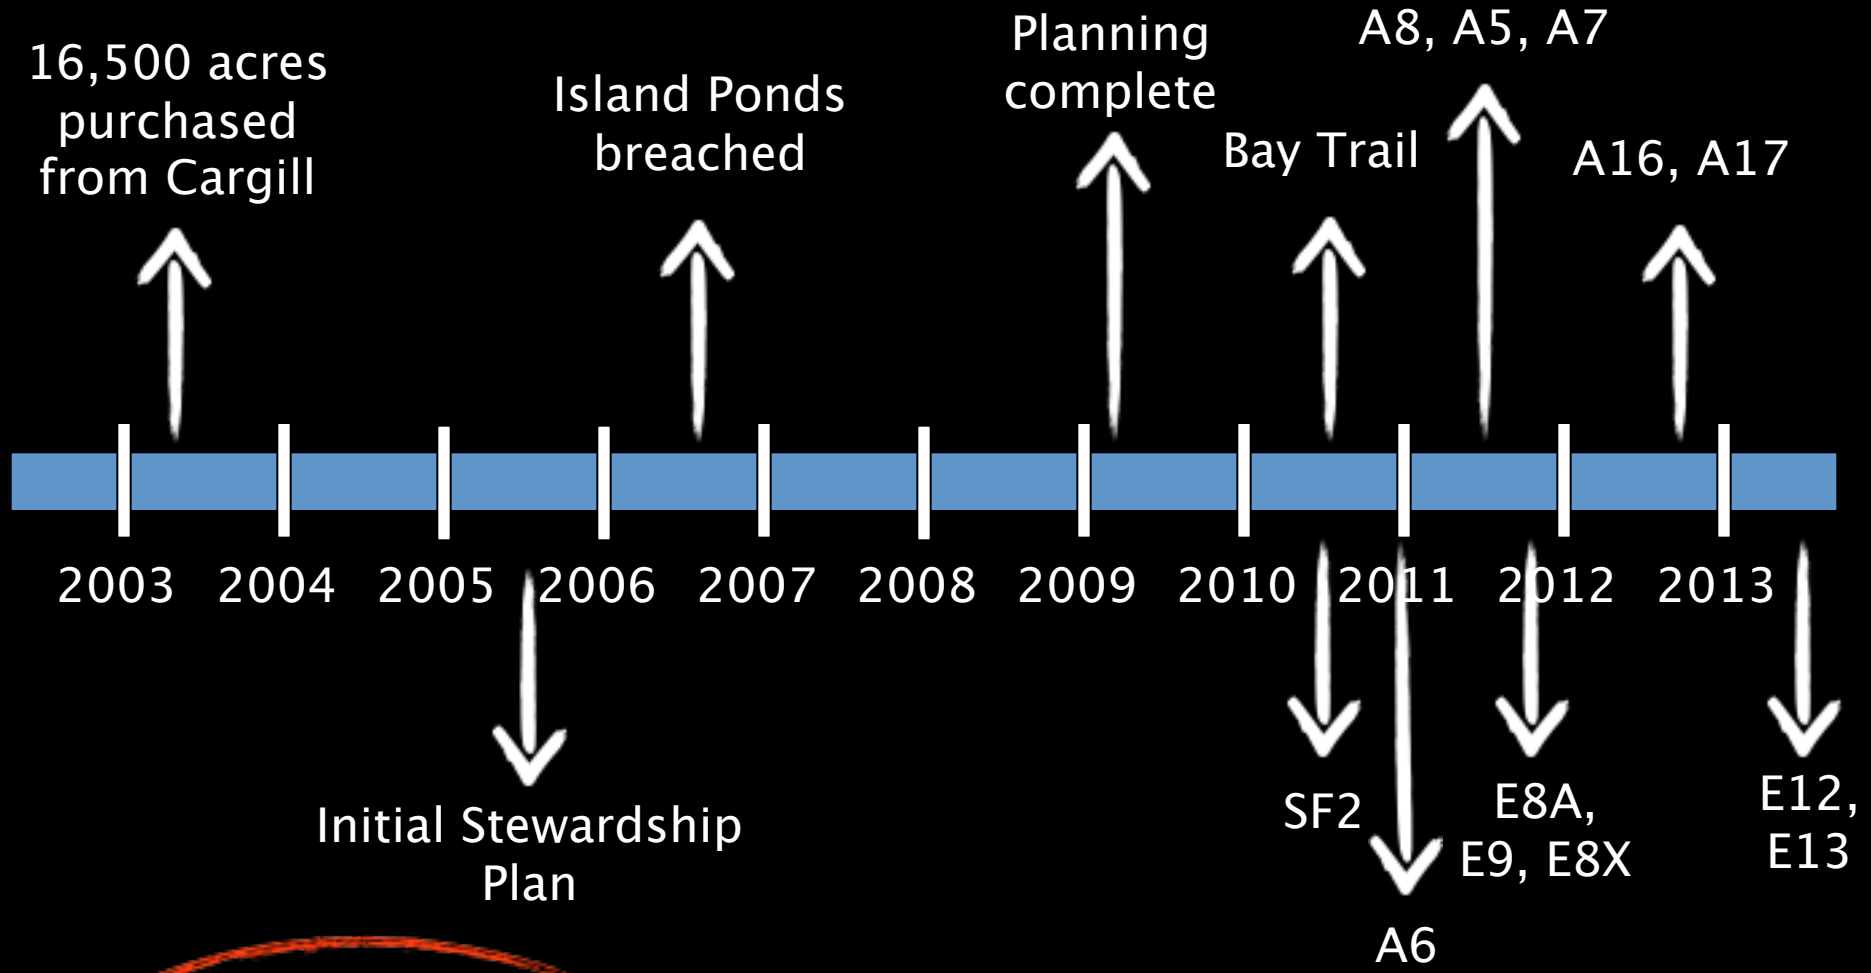 16,500 acres
purchased
from Cargill
Island Ponds
breached
Planning
complete
Bay Trail
A8, A5, A7
A16, A17
2003 2004 2005 2006 2007 2008 2009 2010 2011 2012 2013
Initial Stewardship
Plan
SF2
A6
E8A,
E9, E8X
E12,
E13